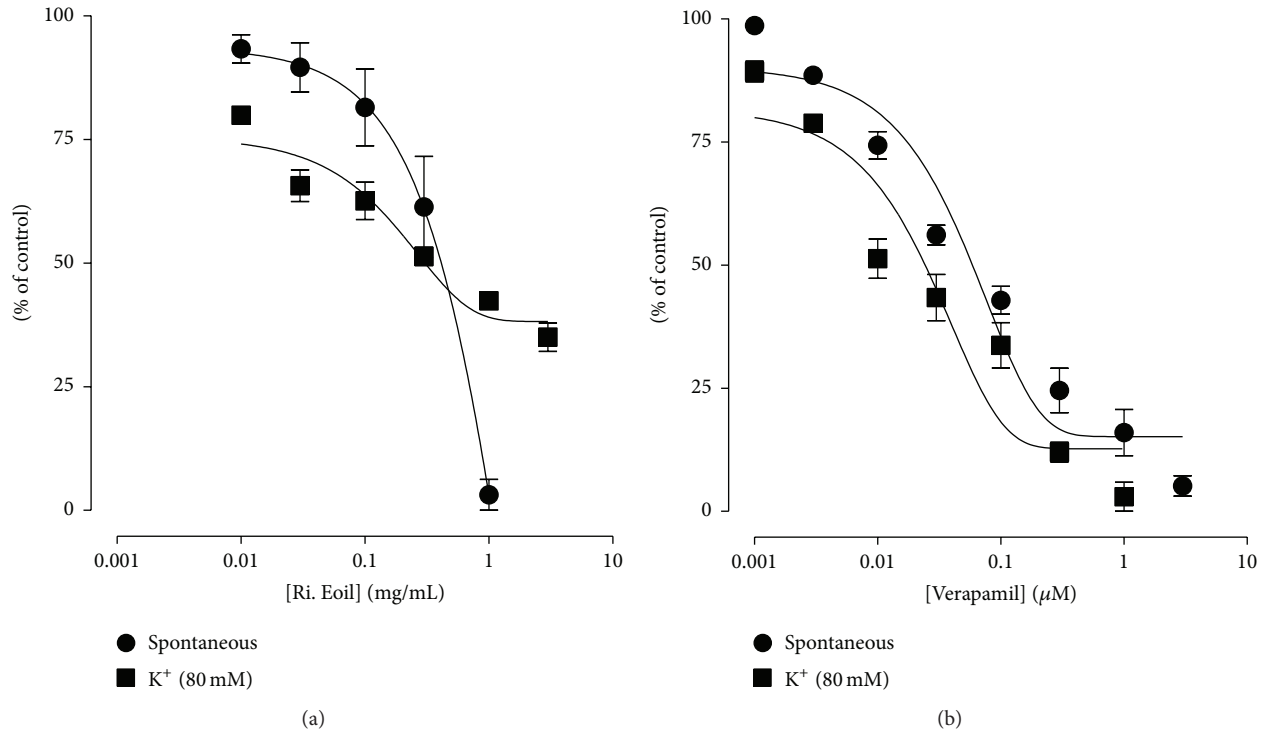 100
75
50
25
0
(% of control)
0.001 0.01 0.1 1 10
[Ri. Eoil] (mg/mL)
Spontaneous
K⁺ (80 mM)
(a)
100
75
50
25
0
(% of control)
0.001 0.01 0.1 1 10
[Verapamil] (μM)
Spontaneous
K⁺ (80 mM)
(b)